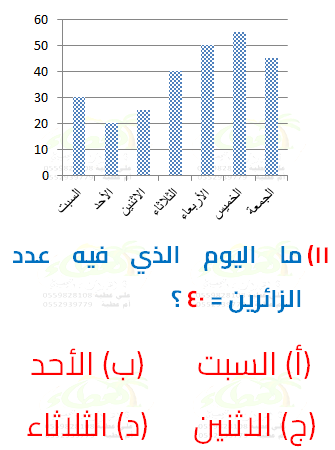 60
50
40
30
20
10
0
السبت الأحد الاثنين الثلاثاء الأربعاء الخميس الجمعة
١١) ما اليوم الذي فيه عدد
الزائرين = ٤٠ ؟
(أ) السبت (ب) الأحد
(ج) الاثنين (د) الثلاثاء